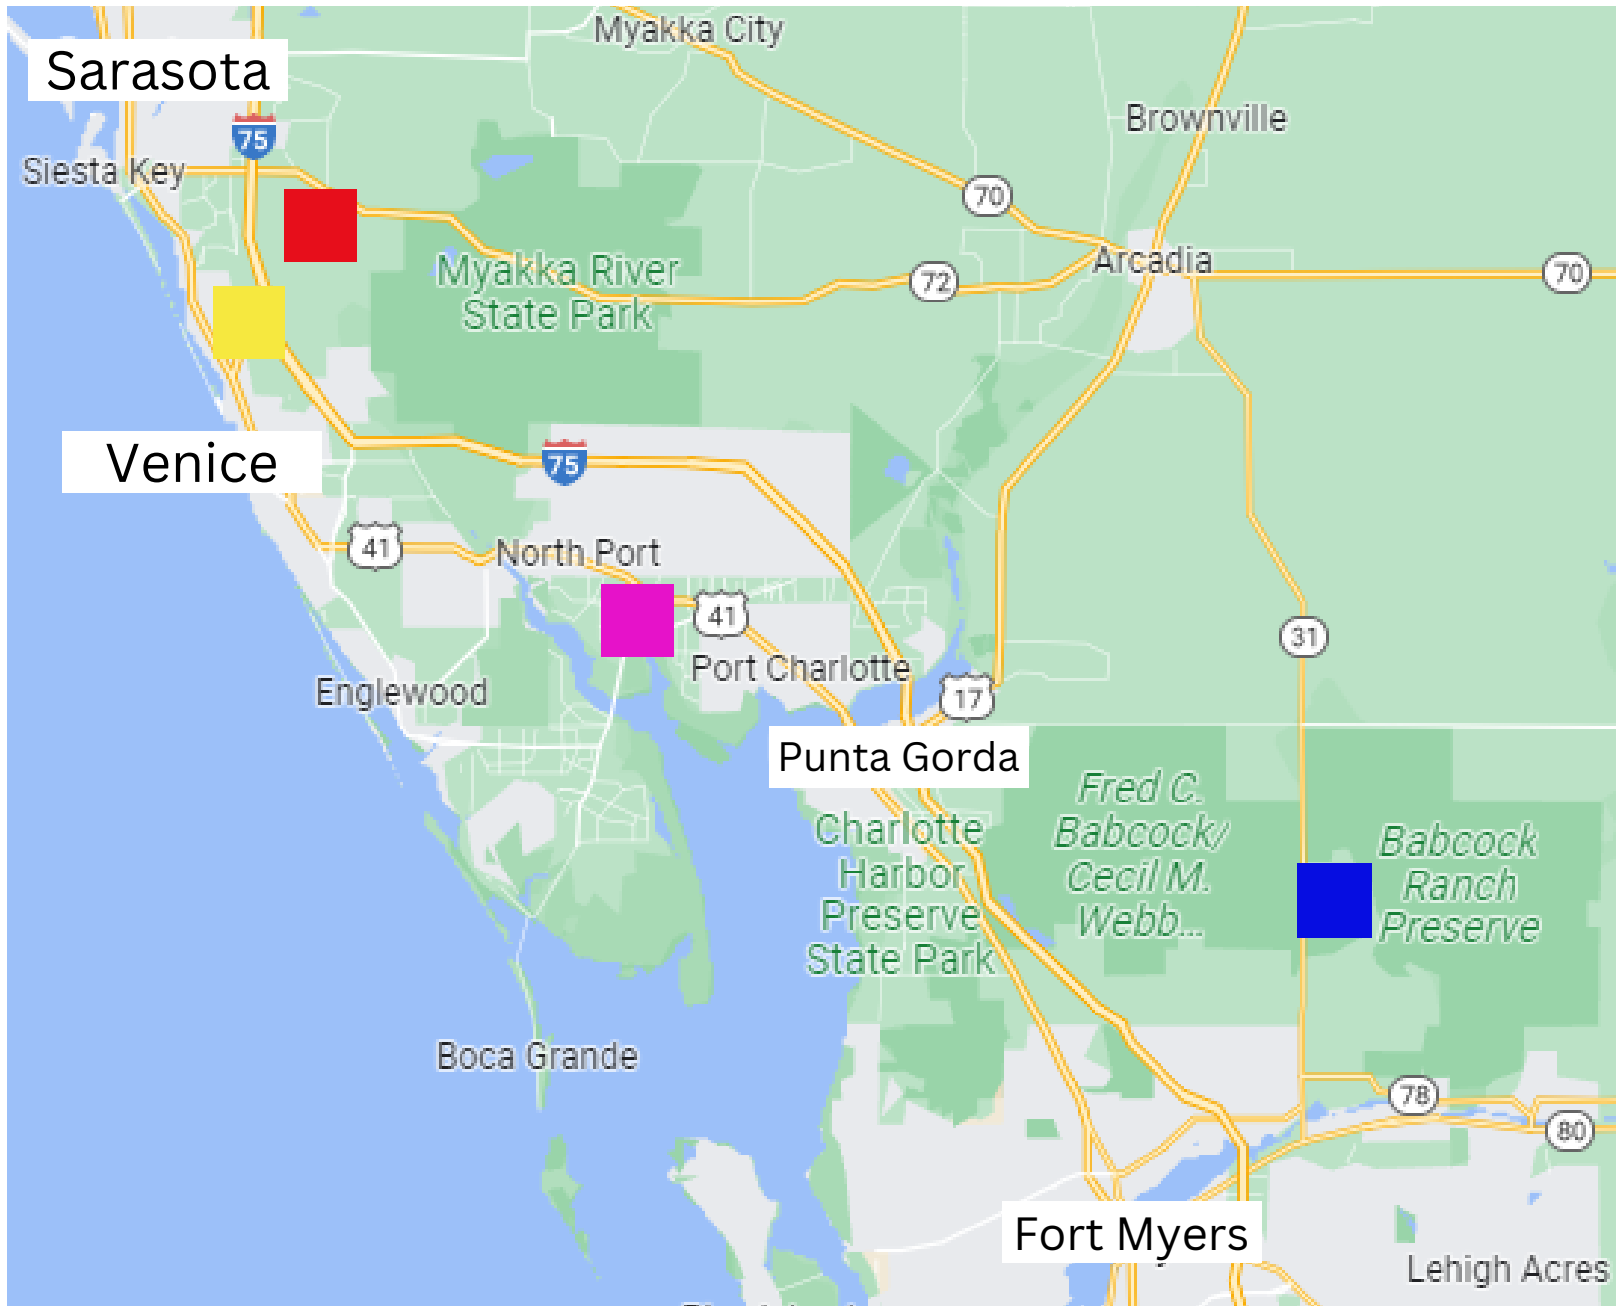 Myakka City
Sarasota
75
Brownville
Siesta Key
70
Arcadia
Myakka River
State Park
72
70
Venice
75
41
North Port
41
31
Port Charlotte
Englewood
17
Punta Gorda
Fred C.
Babcock/
Cecil M.
Webb...
Charlotte
Harbor
Preserve
State Park
Babcock
Ranch
Preserve
Boca Grande
78
80
Fort Myers
Lehigh Acres